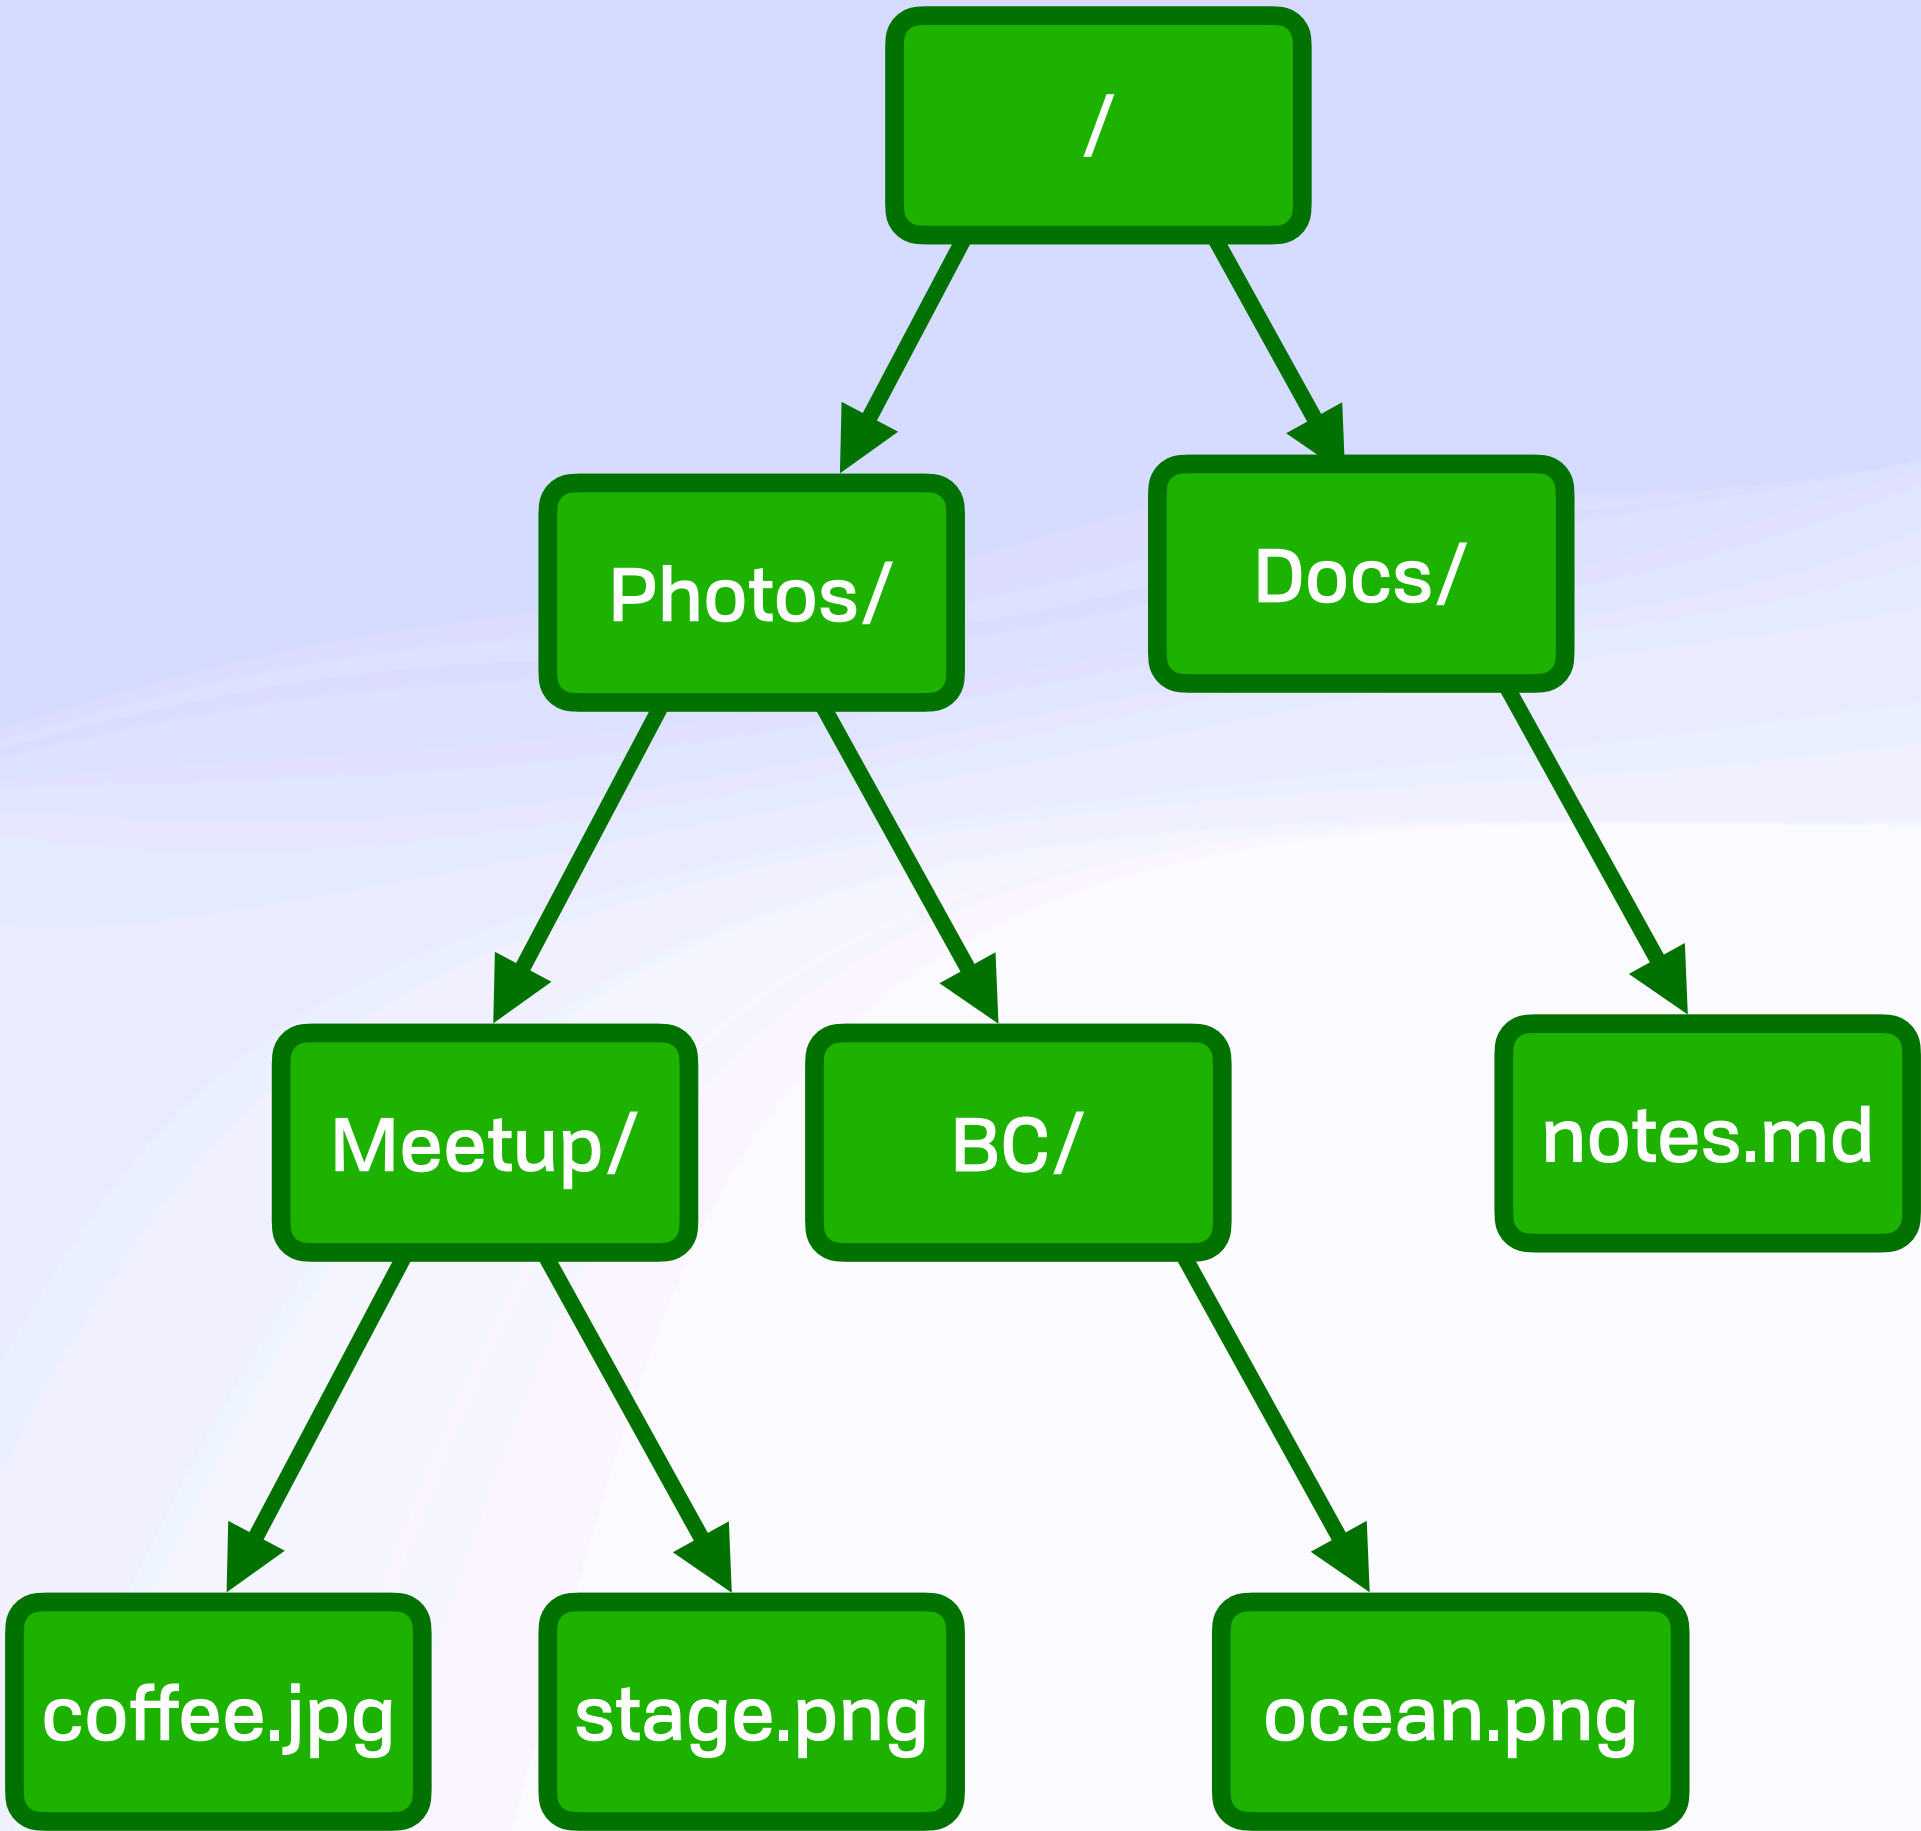 /
Photos/
Docs/
Meetup/
BC/
notes.md
coffee.jpg
stage.png
ocean.png